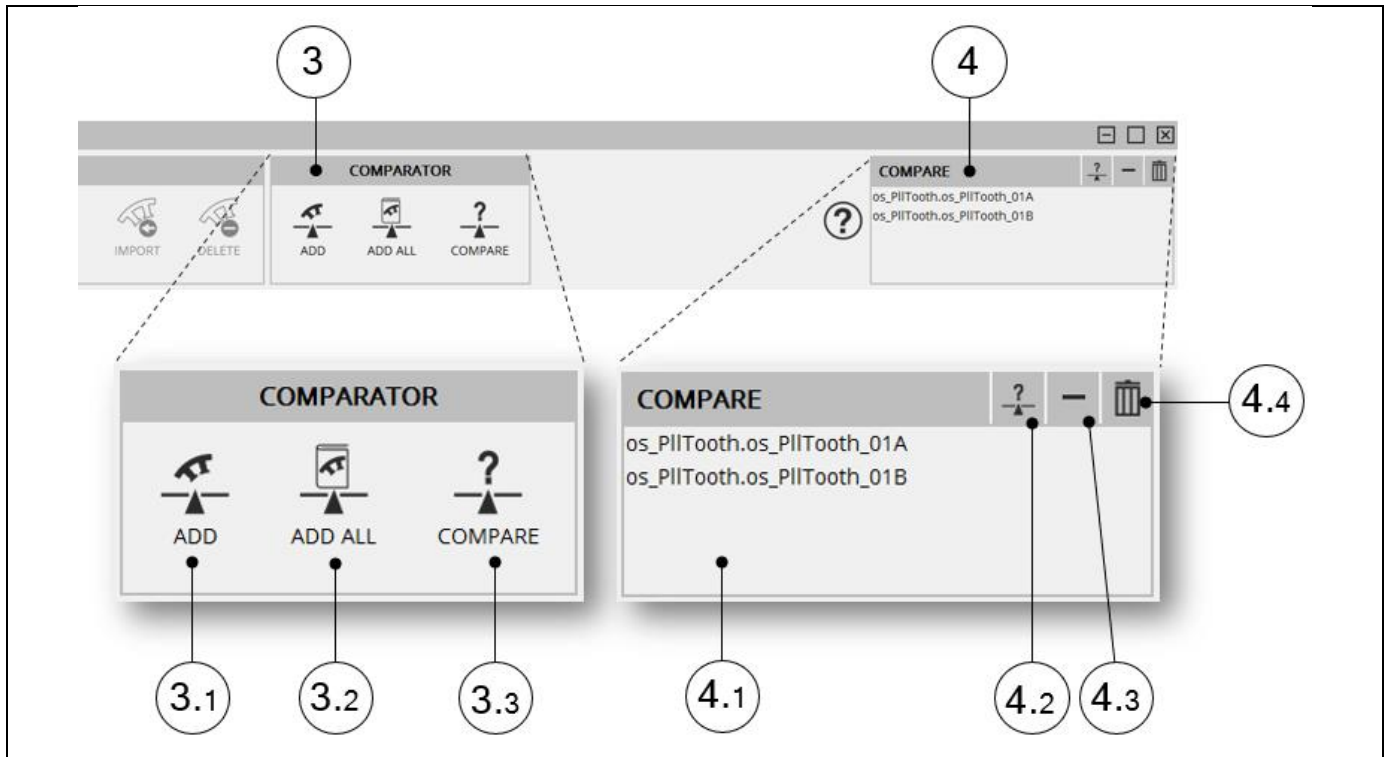 3
4
COMPARATOR
COMPARE
?
os_PllTooth.os_PllTooth_01A
os_PllTooth.os_PllTooth_01B
?
?
IMPORT
DELETE
ADD
ADD ALL
COMPARE
COMPARATOR
COMPARE
?
4.4
os_PllTooth.os_PllTooth_01A
os_PllTooth.os_PllTooth_01B
?
ADD
ADD ALL
COMPARE
3.1
3.2
3.3
4.1
4.2
4.3